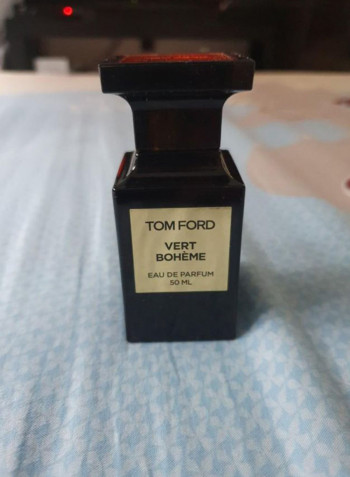 TOM FORD
VERT
BOHÈME
EAU DE PARFUM
50 ML